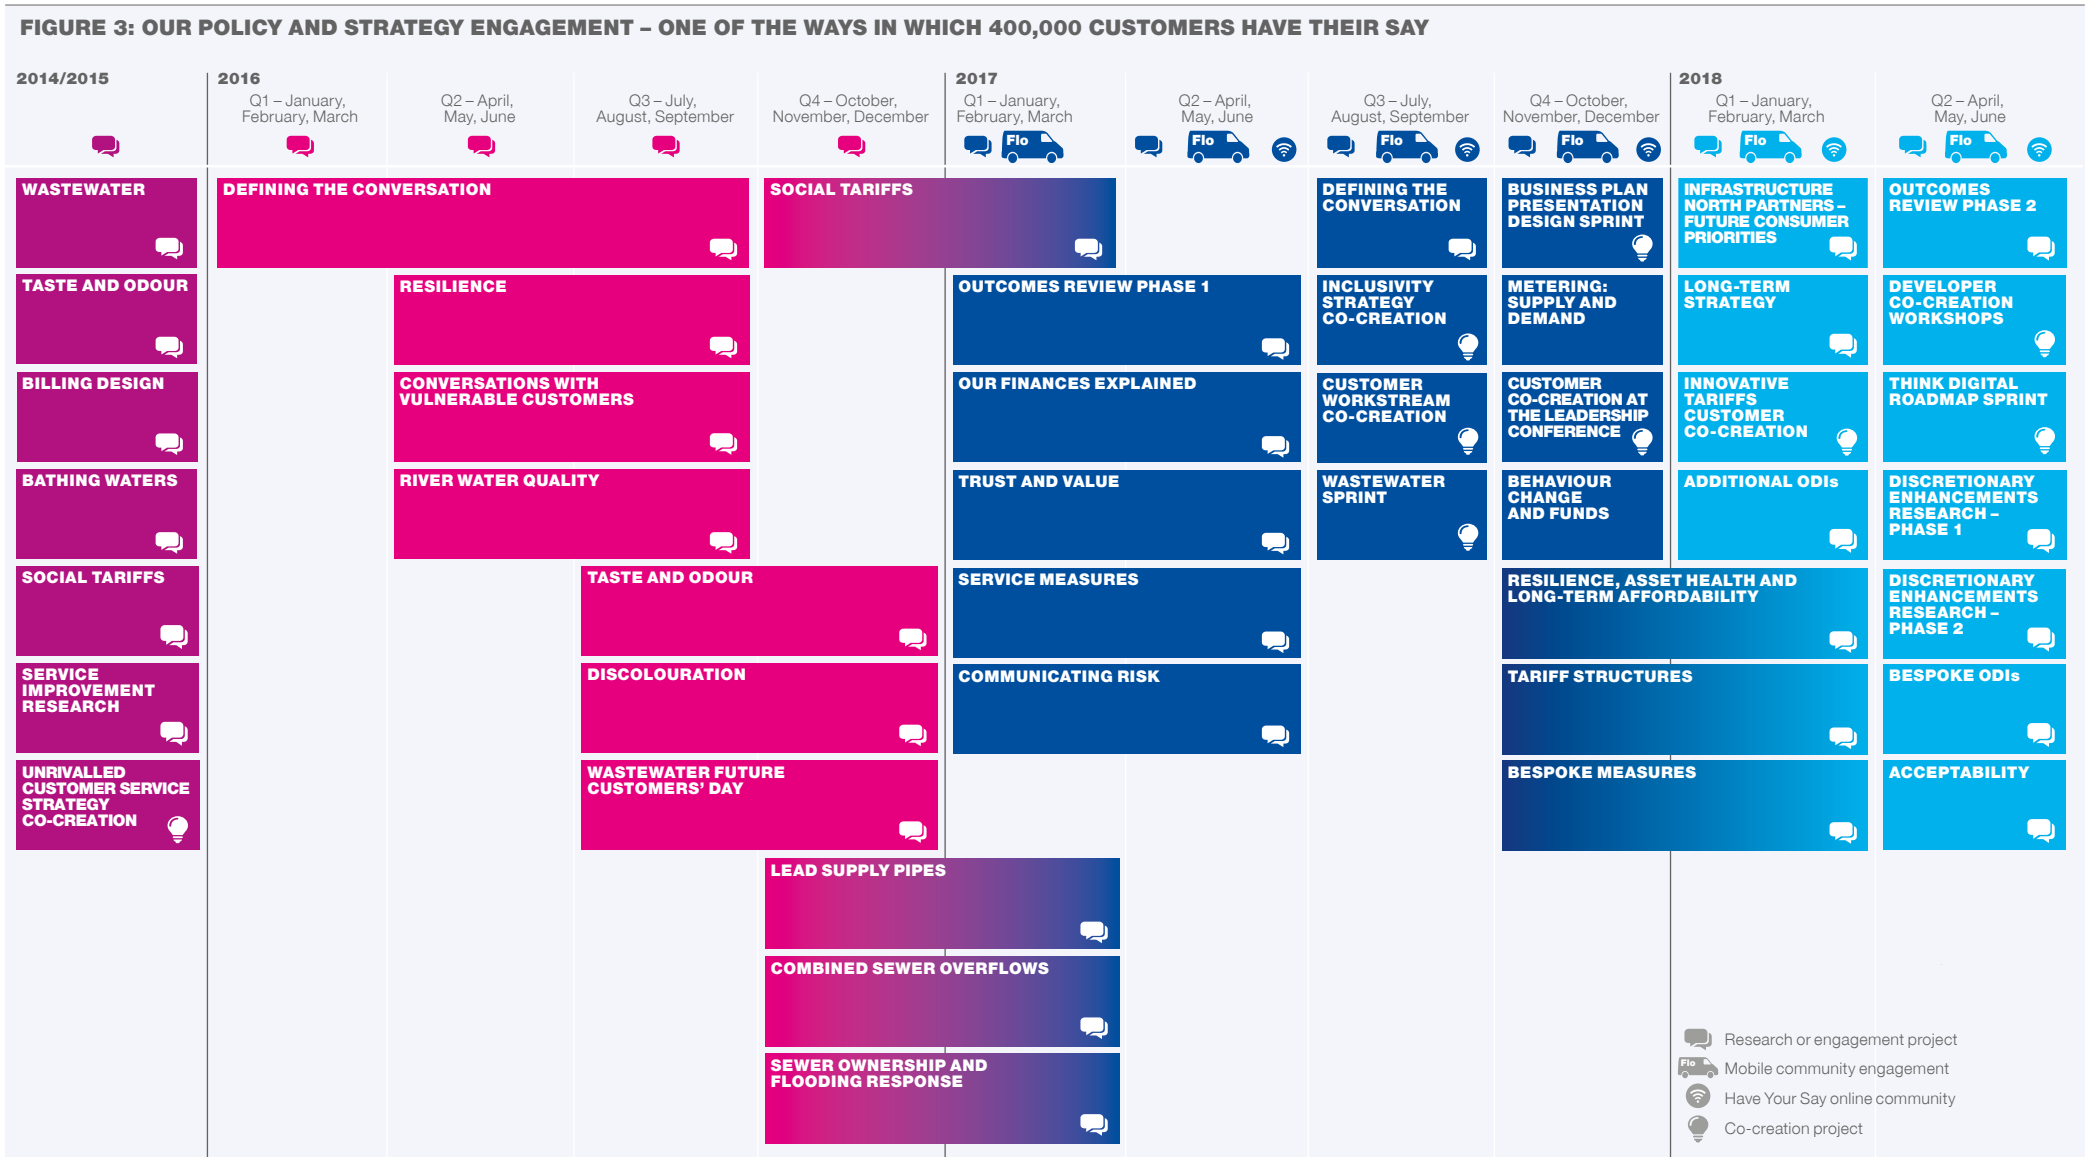 FIGURE 3: OUR POLICY AND STRATEGY ENGAGEMENT – ONE OF THE WAYS IN WHICH 400,000 CUSTOMERS HAVE THEIR SAY
2014/2015
2016
Q1 – January,
February, March
Q2 – April,
May, June
Q3 – July,
August, September
Q4 – October,
November, December
2017
Q1 – January,
February, March
Flo
Q2 – April,
May, June
Flo
Q3 – July,
August, September
Flo
Q4 – October,
November, December
Flo
2018
Q1 – January,
February, March
Flo
Q2 – April,
May, June
Flo
WASTEWATER
TASTE AND ODOUR
BILLING DESIGN
BATHING WATERS
SOCIAL TARIFFS
SERVICE
IMPROVEMENT
RESEARCH
UNRIVALLED
CUSTOMER SERVICE
STRATEGY
CO-CREATION
DEFINING THE CONVERSATION
RESILIENCE
CONVERSATIONS WITH
VULNERABLE CUSTOMERS
RIVER WATER QUALITY
TASTE AND ODOUR
DISCOLOURATION
WASTEWATER FUTURE
CUSTOMERS' DAY
SOCIAL TARIFFS
LEAD SUPPLY PIPES
COMBINED SEWER OVERFLOWS
SEWER OWNERSHIP AND
FLOODING RESPONSE
OUTCOMES REVIEW PHASE 1
OUR FINANCES EXPLAINED
TRUST AND VALUE
SERVICE MEASURES
COMMUNICATING RISK
DEFINING THE
CONVERSATION
INCLUSIVITY
STRATEGY
CO-CREATION
CUSTOMER
WORKSTREAM
CO-CREATION
WASTEWATER
SPRINT
BUSINESS PLAN
PRESENTATION
DESIGN SPRINT
METERING:
SUPPLY AND
DEMAND
CUSTOMER
CO-CREATION AT
THE LEADERSHIP
CONFERENCE
BEHAVIOUR
CHANGE
AND FUNDS
RESILIENCE, ASSET HEALTH AND
LONG-TERM AFFORDABILITY
TARIFF STRUCTURES
BESPOKE MEASURES
INFRASTRUCTURE
NORTH PARTNERS –
FUTURE CONSUMER
PRIORITIES
LONG-TERM
STRATEGY
INNOVATIVE
TARIFFS
CUSTOMER
CO-CREATION
ADDITIONAL ODIs
OUTCOMES
REVIEW PHASE 2
DEVELOPER
CO-CREATION
WORKSHOPS
THINK DIGITAL
ROADMAP SPRINT
DISCRETIONARY
ENHANCEMENTS
RESEARCH –
PHASE 1
DISCRETIONARY
ENHANCEMENTS
RESEARCH –
PHASE 2
BESPOKE ODIs
ACCEPTABILITY
Research or engagement project
Flo
Mobile community engagement
Have Your Say online community
Co-creation project